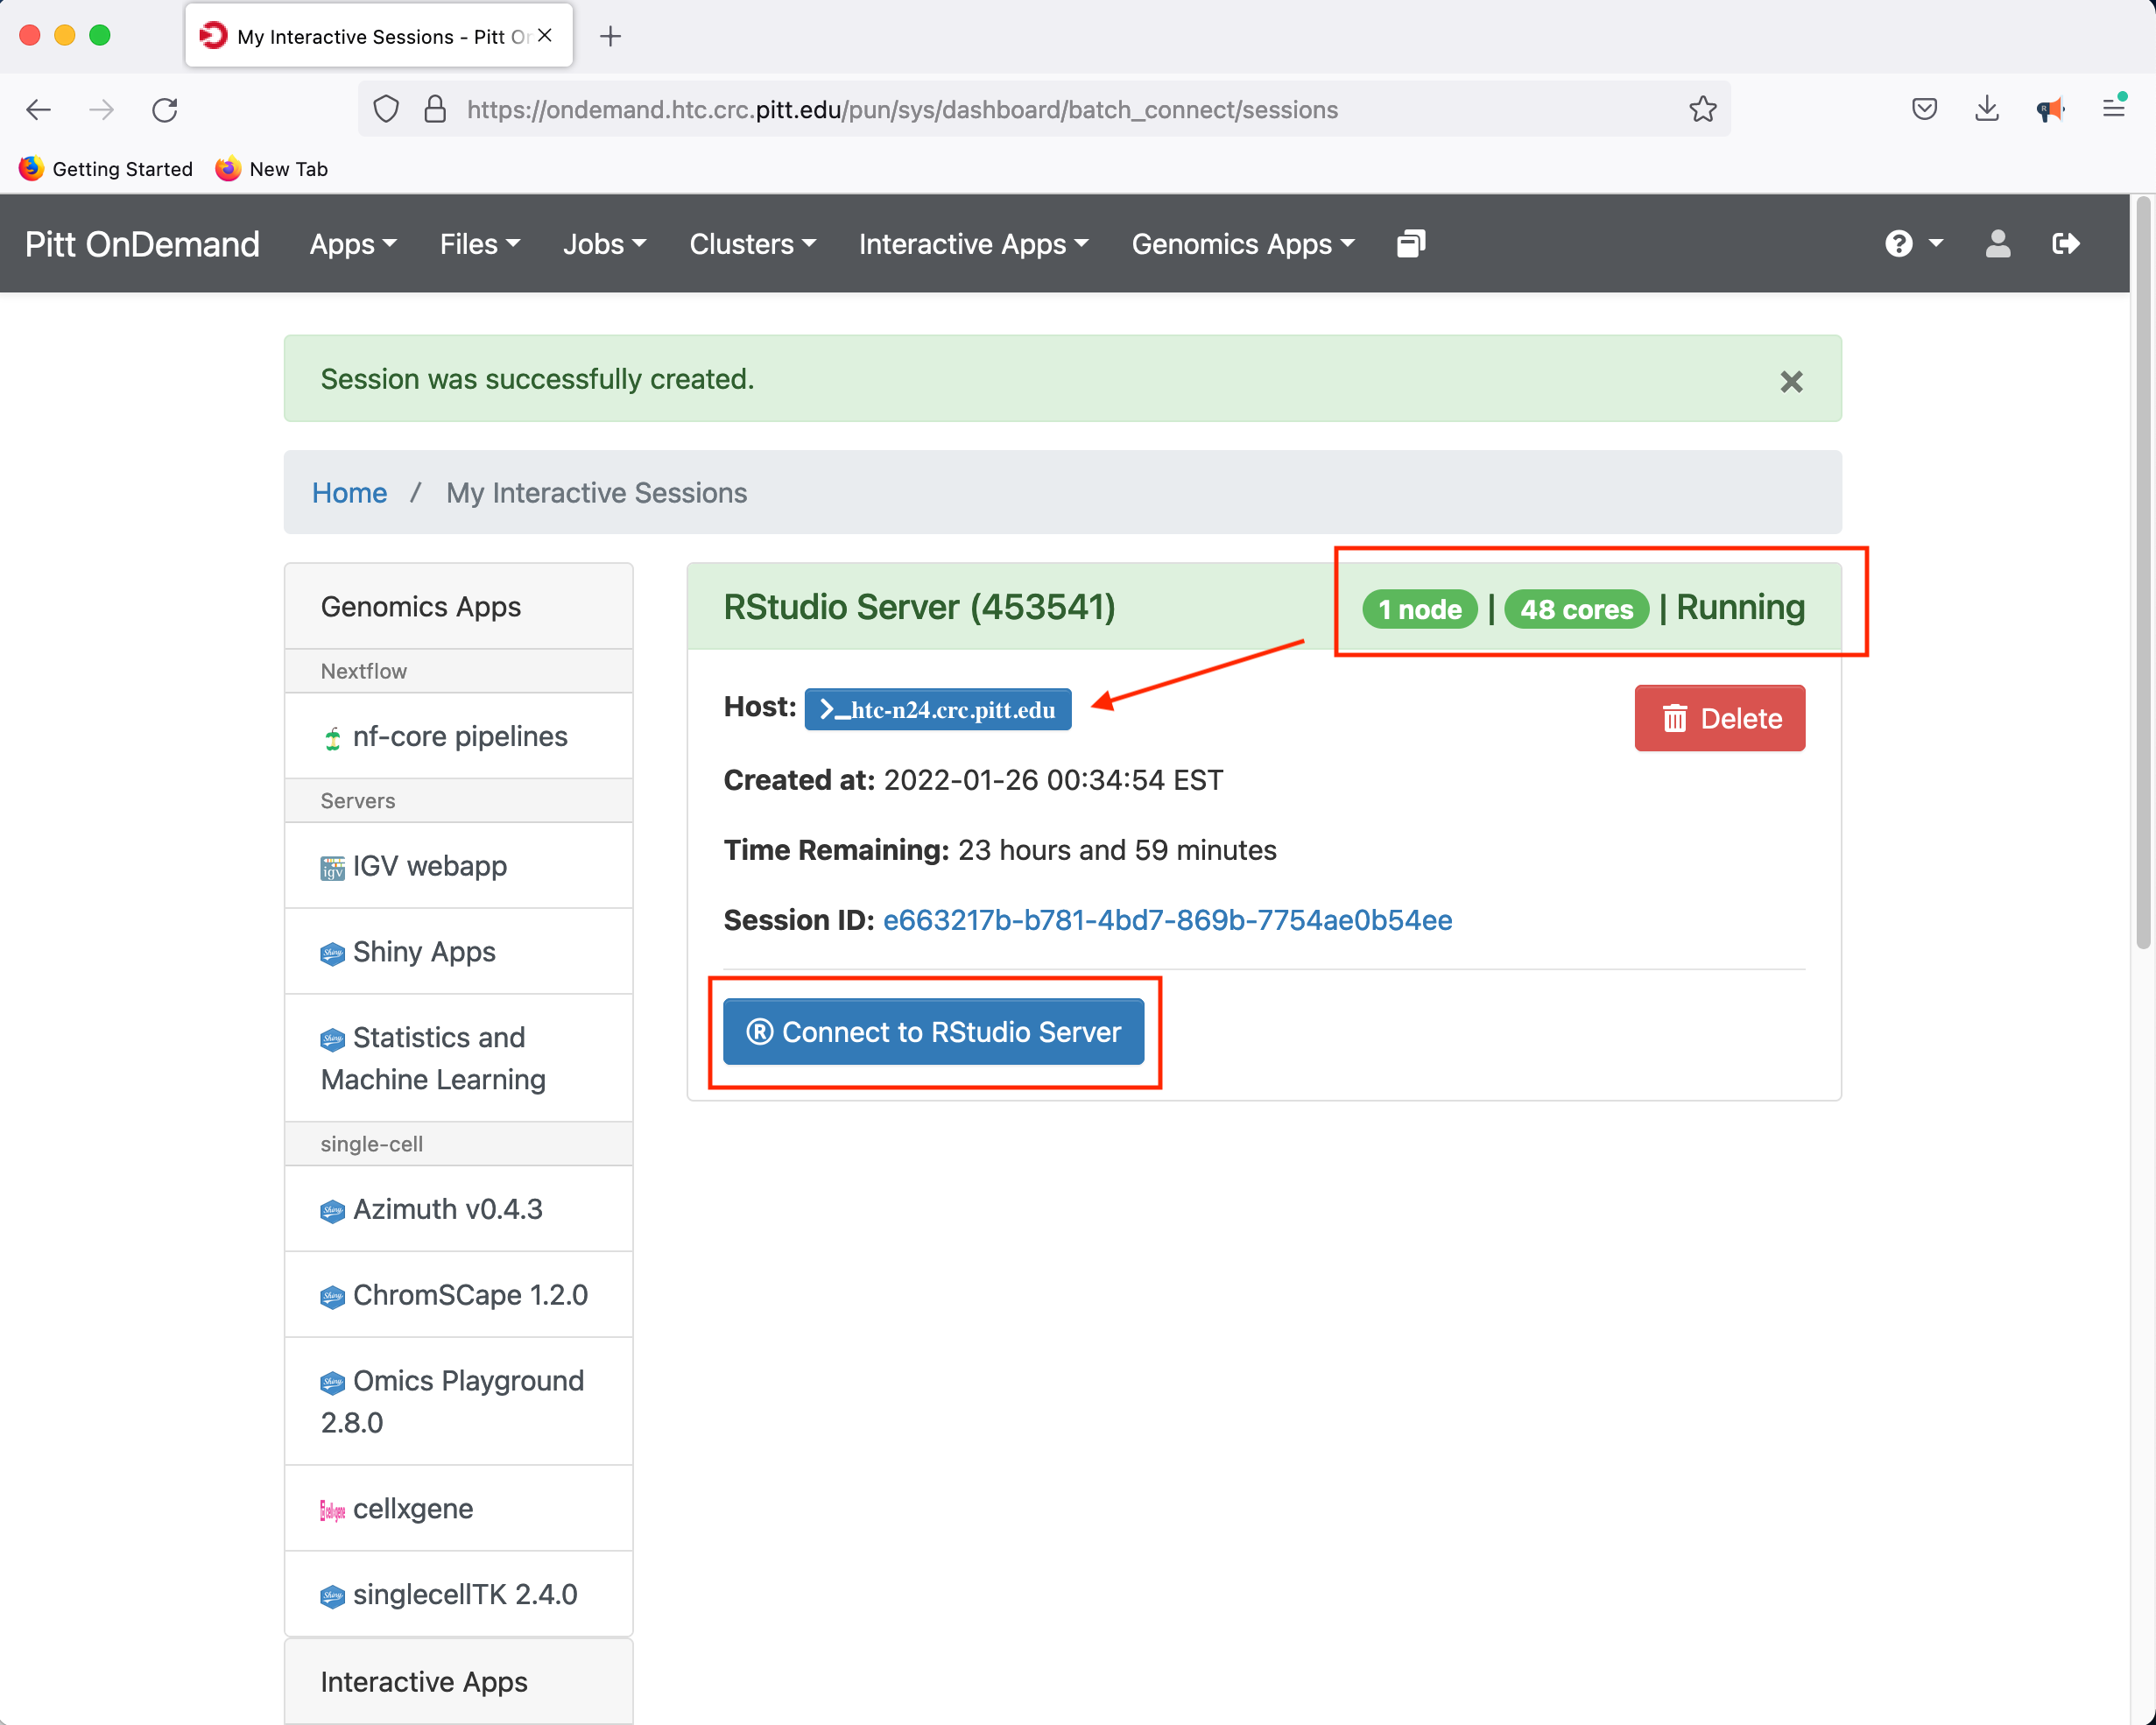 My Interactive Sessions - Pitt Or
https://ondemand.htc.crc.pitt.edu/pun/sys/dashboard/batch_connect/sessions
Getting Started New Tab
Pitt OnDemand Apps Files Jobs Clusters Interactive Apps Genomics Apps
Session was successfully created.
Home / My Interactive Sessions
Genomics Apps
Nextflow
nf-core pipelines
Servers
IGV webapp
Shiny Apps
Statistics and
Machine Learning
single-cell
Azimuth v0.4.3
ChromSCape 1.2.0
Omics Playground
2.8.0
cellxgene
singlecellTK 2.4.0
Interactive Apps
RStudio Server (453541) 1 node | 48 cores | Running
Host: >_htc-n24.crc.pitt.edu
Delete
Created at: 2022-01-26 00:34:54 EST
Time Remaining: 23 hours and 59 minutes
Session ID: e663217b-b781-4bd7-869b-7754ae0b54ee
® Connect to RStudio Server